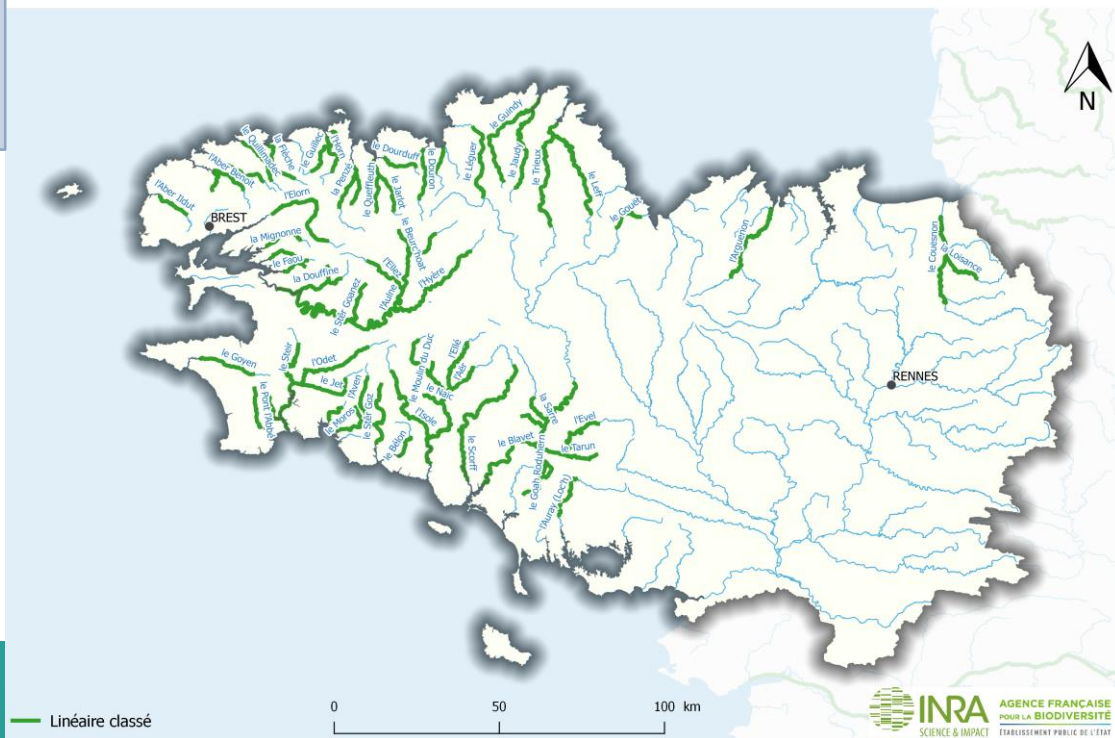 N
le Guindy
le Quillimadec
la Flèche
le Guillec
l'Horn
la Penzé
le Queffleuth
le Dourduff
le Jarlot
le Douron
le Léguer
le Jaudy
le Trieux
le Leff
le Gouët
l'Aber Benoit
l'Aber Ildut
l'Elorn
BREST
la Mignonne
le Faou
la Douffine
le Stêr Goanez
l'Aulne
l'Ellez
le Beurc'hoat
l'Hyère
l'Arguenon
le Couësnon
la Loisance
RENNES
le Goyen
le Pont l'Abbé
le Steir
l'Odet
le Jet
le Moros
l'Aven
le Stêr Goz
le Bélon
le Moulin du Duc
le Naïc
l'Ellé
l'Aër
l'Isole
le Scorff
la Sarre
l'Evel
le Blavet
le Tarun
le Goah Roduhern
l'Auray (Loc'h)
Linéaire classé
0 50 100 km
INRA
SCIENCE & IMPACT
AGENCE FRANÇAISE
POUR LA BIODIVERSITÉ
ÉTABLISSEMENT PUBLIC DE L'ÉTAT